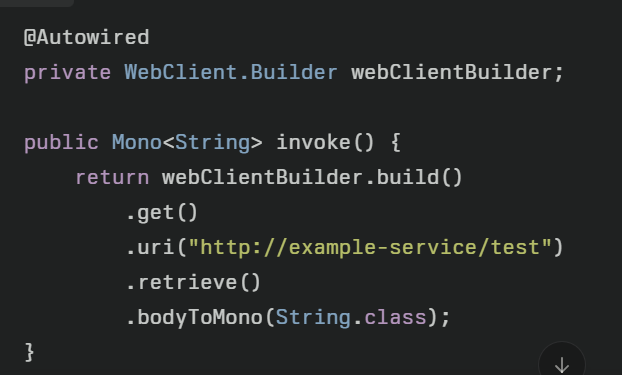 @Autowired
private WebClient.Builder webClientBuilder;

public Mono<String> invoke() {
    return webClientBuilder.build()
        .get()
        .uri("http://example-service/test")
        .retrieve()
        .bodyToMono(String.class);
}